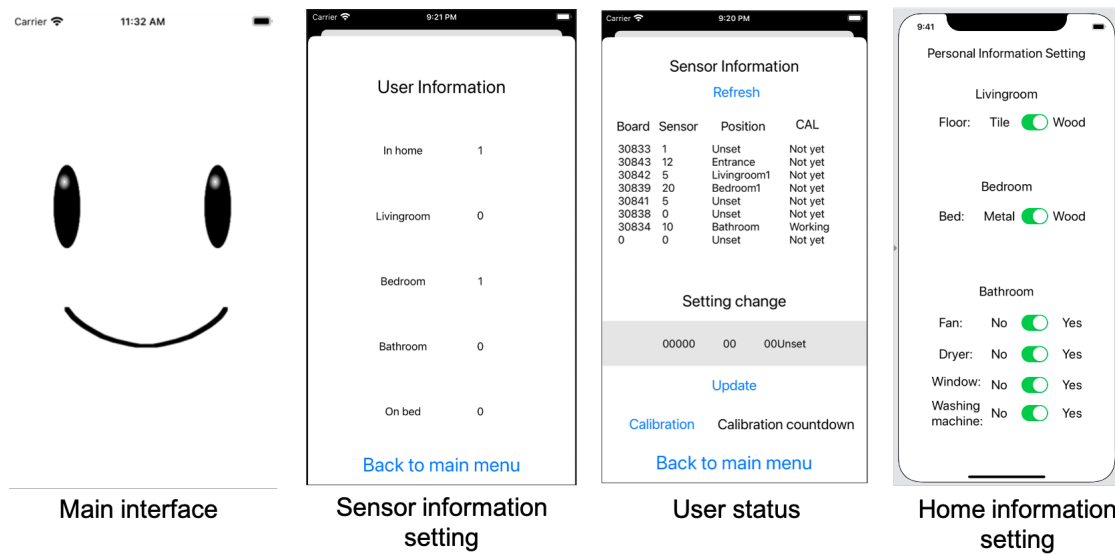 Carrier 11:32 AM
Main interface
Carrier 9:21 PM
User Information
In home 1
Livingroom 0
Bedroom 1
Bathroom 0
On bed 0
Back to main menu
Sensor information
setting
Carrier 9:20 PM
Sensor Information
Refresh
Board Sensor Position CAL
30833 1 Unset Not yet
30843 12 Entrance Not yet
30842 5 Livingroom1 Not yet
30839 20 Bedroom1 Not yet
30841 5 Unset Not yet
30838 0 Unset Not yet
30834 10 Bathroom Working
0 0 Unset Not yet
Setting change
00000 00 00Unset
Update
Calibration Calibration countdown
Back to main menu
User status
9:41
Personal Information Setting
Livingroom
Floor: Tile Wood
Bedroom
Bed: Metal Wood
Bathroom
Fan: No Yes
Dryer: No Yes
Window: No Yes
Washing
machine: No Yes
Home information
setting